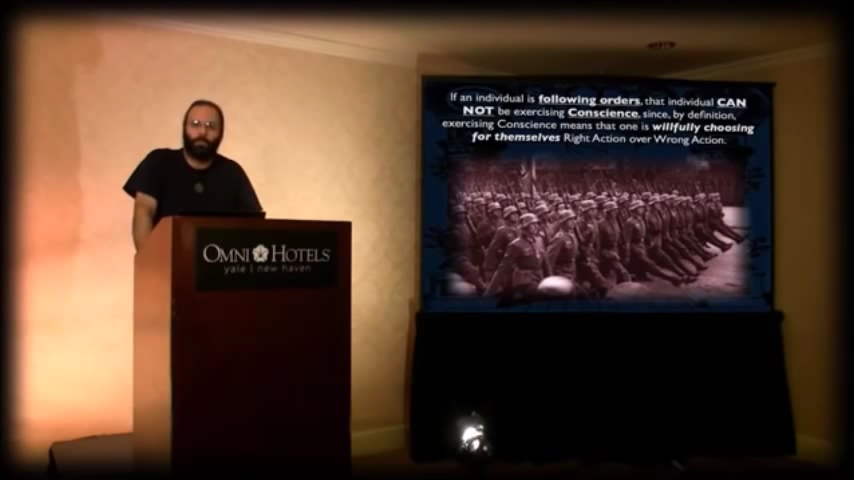 If an individual is following orders, that individual CAN
NOT be exercising Conscience, since, by definition,
exercising Conscience means that one is willfully choosing
for themselves Right Action over Wrong Action.
OMNI HOTELS
yale | new haven